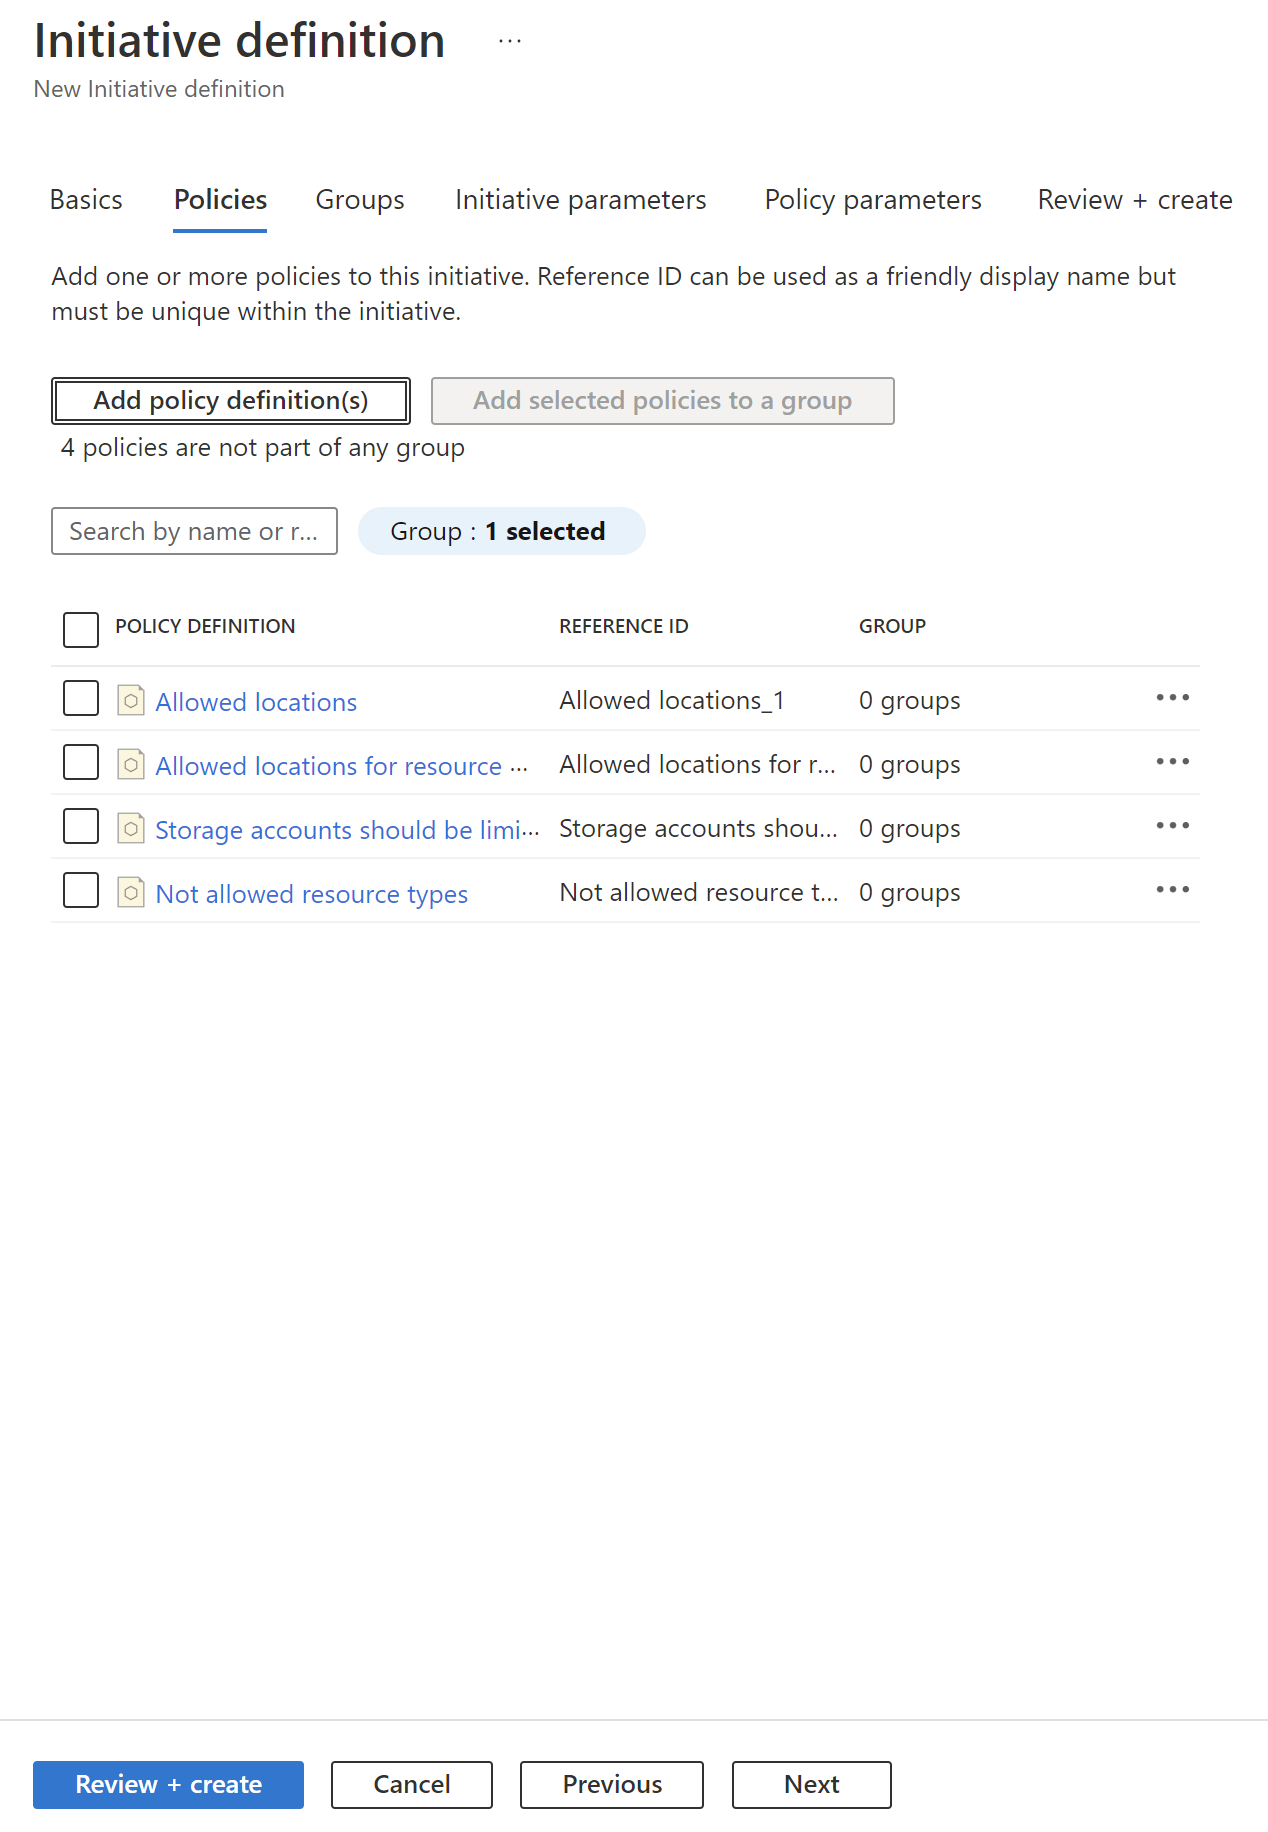 Initiative definition ...
New Initiative definition
Basics Policies Groups Initiative parameters Policy parameters Review + create
Add one or more policies to this initiative. Reference ID can be used as a friendly display name but
must be unique within the initiative.
Add policy definition(s) Add selected policies to a group
4 policies are not part of any group
Search by name or r... Group : 1 selected
POLICY DEFINITION REFERENCE ID GROUP
Allowed locations Allowed locations_1 0 groups ...
Allowed locations for resource ... Allowed locations for r... 0 groups ...
Storage accounts should be limi... Storage accounts shou... 0 groups ...
Not allowed resource types Not allowed resource t... 0 groups ...
Review + create Cancel Previous Next